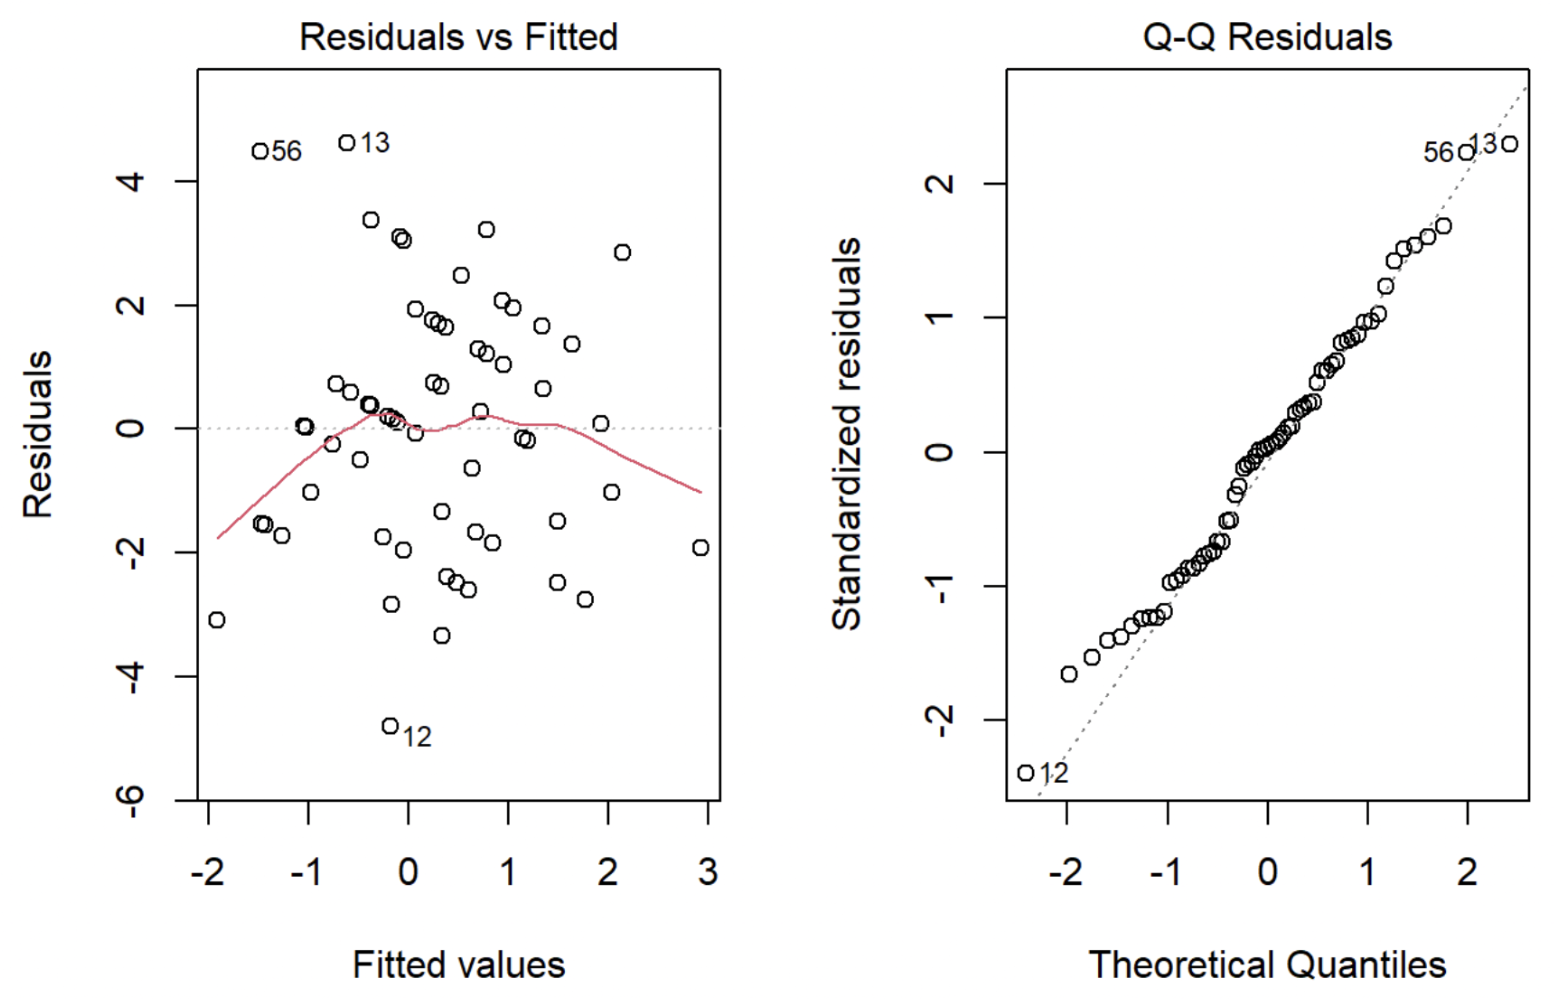 Residuals vs Fitted
Residuals
4
2
0
-2
-4
-6
-2 -1 0 1 2 3
Fitted values
56
13
12
Q-Q Residuals
Standardized residuals
2
1
0
-1
-2
-2 -1 0 1 2
Theoretical Quantiles
56
13
12